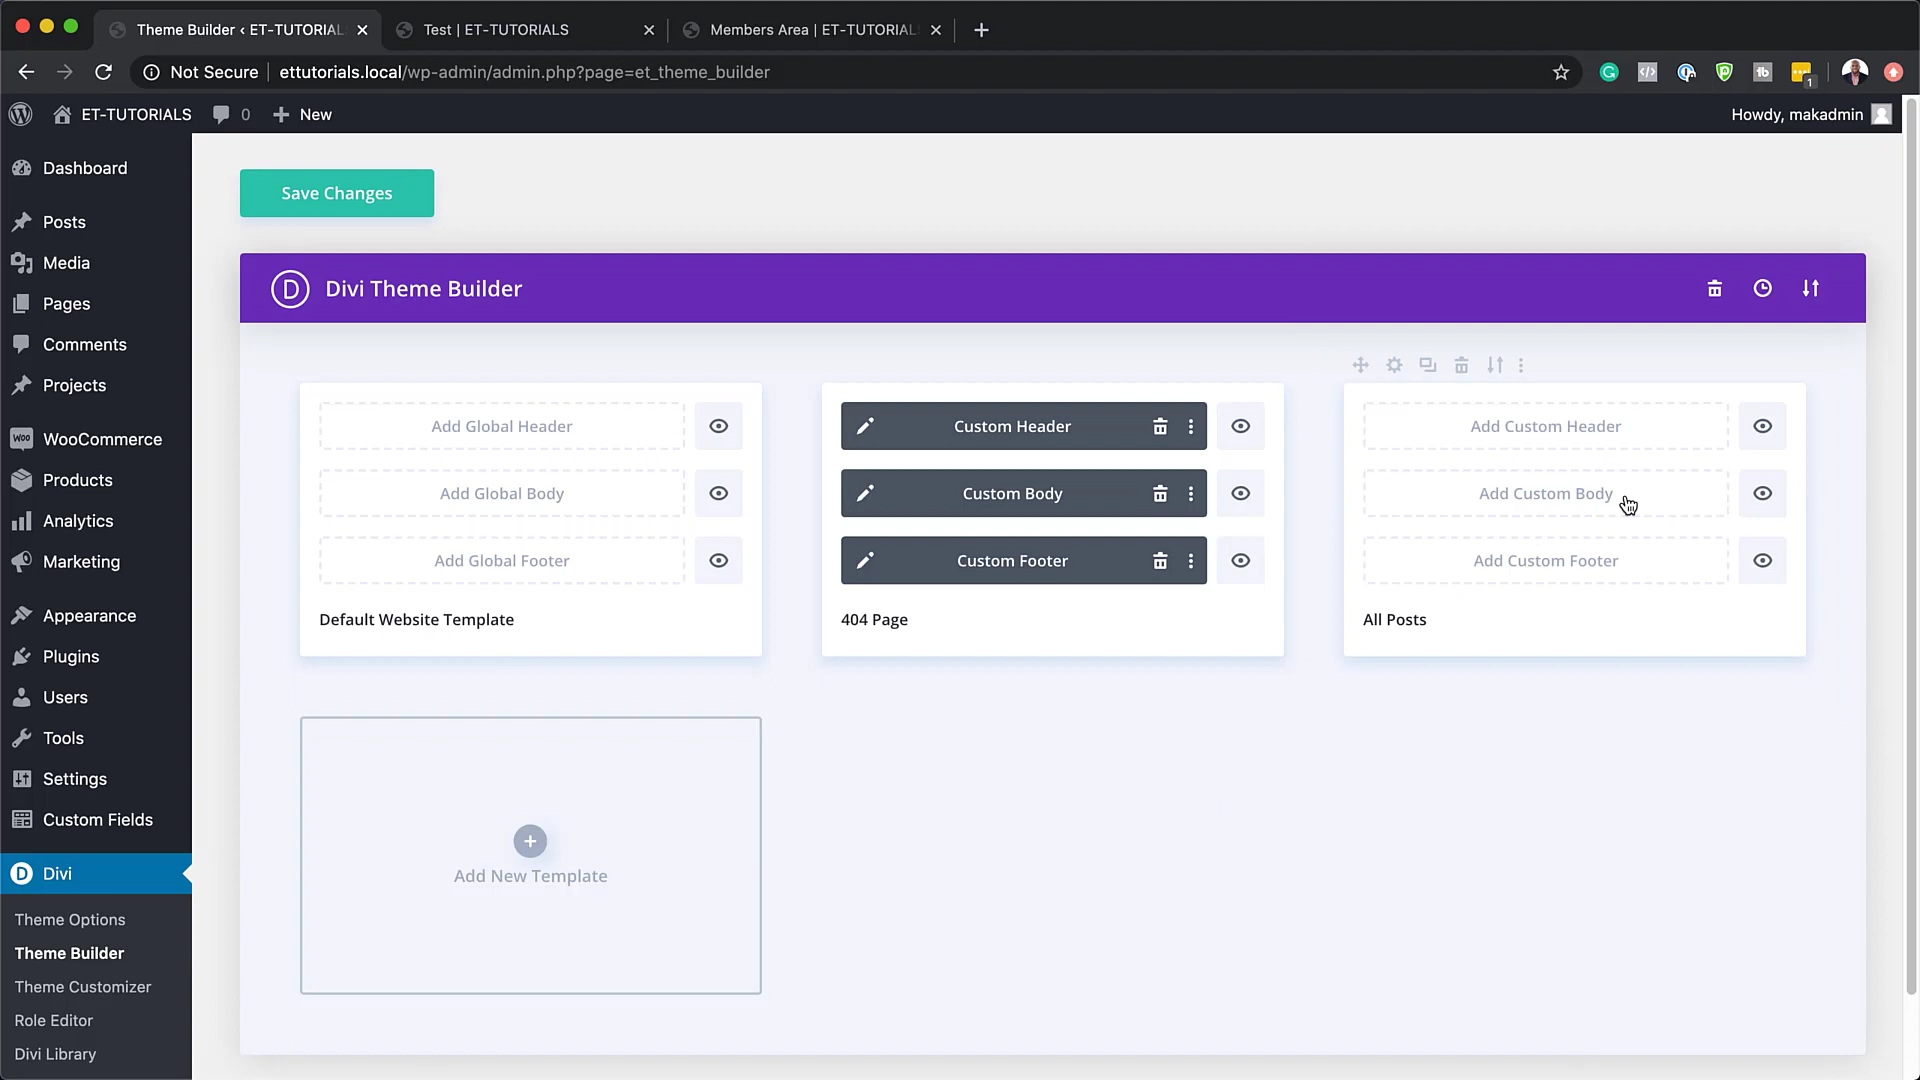 Theme Builder ‹ ET-TUTORIAL
Test | ET-TUTORIALS
Members Area | ET-TUTORIALS
Not Secure
ettutorials.local/wp-admin/admin.php?page=et_theme_builder
1
ET-TUTORIALS
0
New
Howdy, makadmin
Dashboard
Posts
Media
Pages
Comments
Projects
WooCommerce
Products
Analytics
Marketing
Appearance
Plugins
Users
Tools
Settings
Custom Fields
Divi
Theme Options
Theme Builder
Theme Customizer
Role Editor
Divi Library
Save Changes
D Divi Theme Builder
Add Global Header
Add Global Body
Add Global Footer
Default Website Template
Custom Header
Custom Body
Custom Footer
404 Page
Add Custom Header
Add Custom Body
Add Custom Footer
All Posts
Add New Template